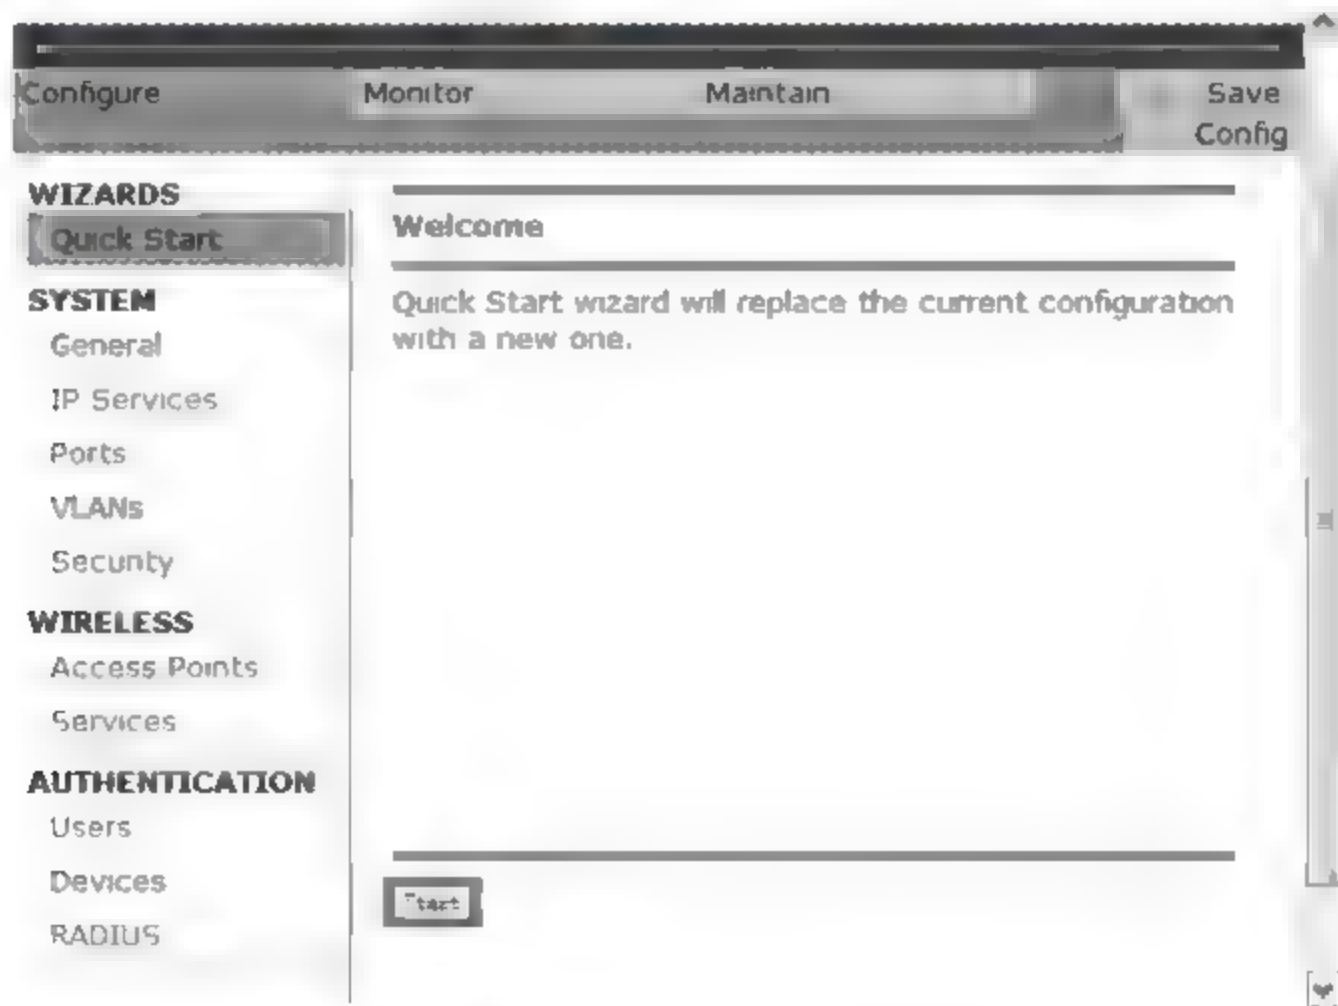 Configure Monitor Maintain Save
Config
WIZARDS
Quick Start
SYSTEM
General
IP Services
Ports
VLANs
Security
WIRELESS
Access Points
Services
AUTHENTICATION
Users
Devices
RADIUS
Welcome
Quick Start wizard will replace the current configuration
with a new one.
Start